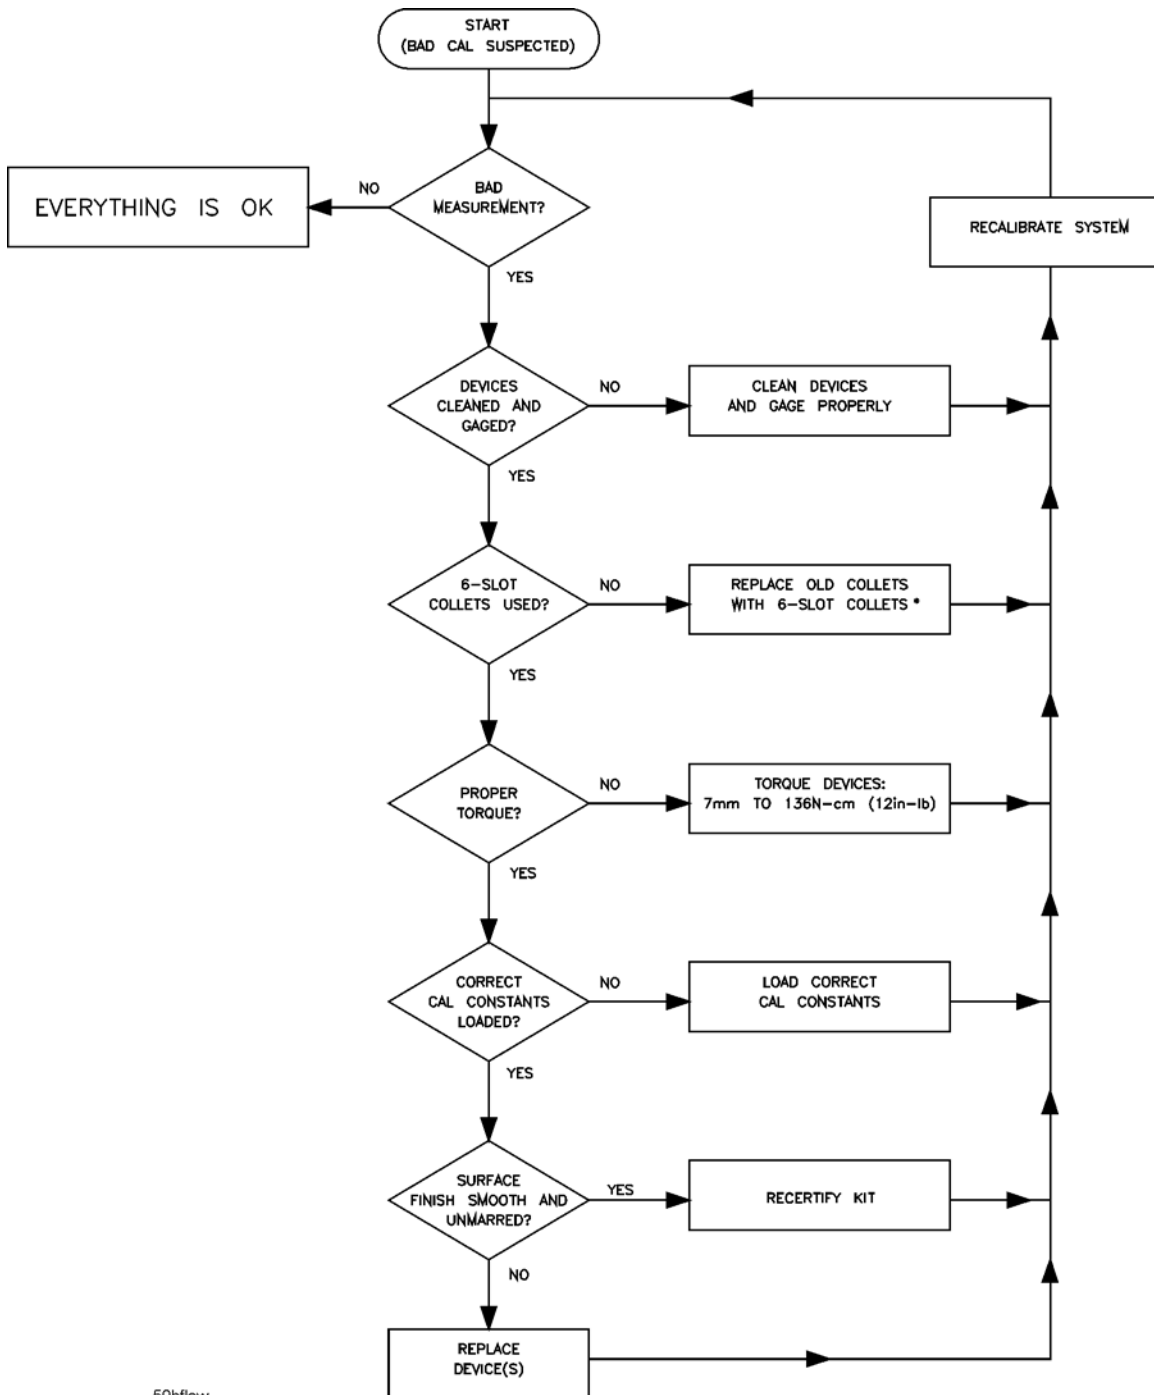 START
(BAD CAL SUSPECTED)
BAD
MEASUREMENT?
NO
EVERYTHING IS OK
RECALIBRATE SYSTEM
YES
DEVICES
CLEANED AND
GAGED?
NO
CLEAN DEVICES
AND GAGE PROPERLY
YES
6-SLOT
COLLETS USED?
NO
REPLACE OLD COLLETS
WITH 6-SLOT COLLETS *
YES
PROPER
TORQUE?
NO
TORQUE DEVICES:
7mm TO 136N-cm (12in-lb)
YES
CORRECT
CAL CONSTANTS
LOADED?
NO
LOAD CORRECT
CAL CONSTANTS
YES
SURFACE
FINISH SMOOTH AND
UNMARRED?
YES
RECERTIFY KIT
NO
REPLACE
DEVICE(S)